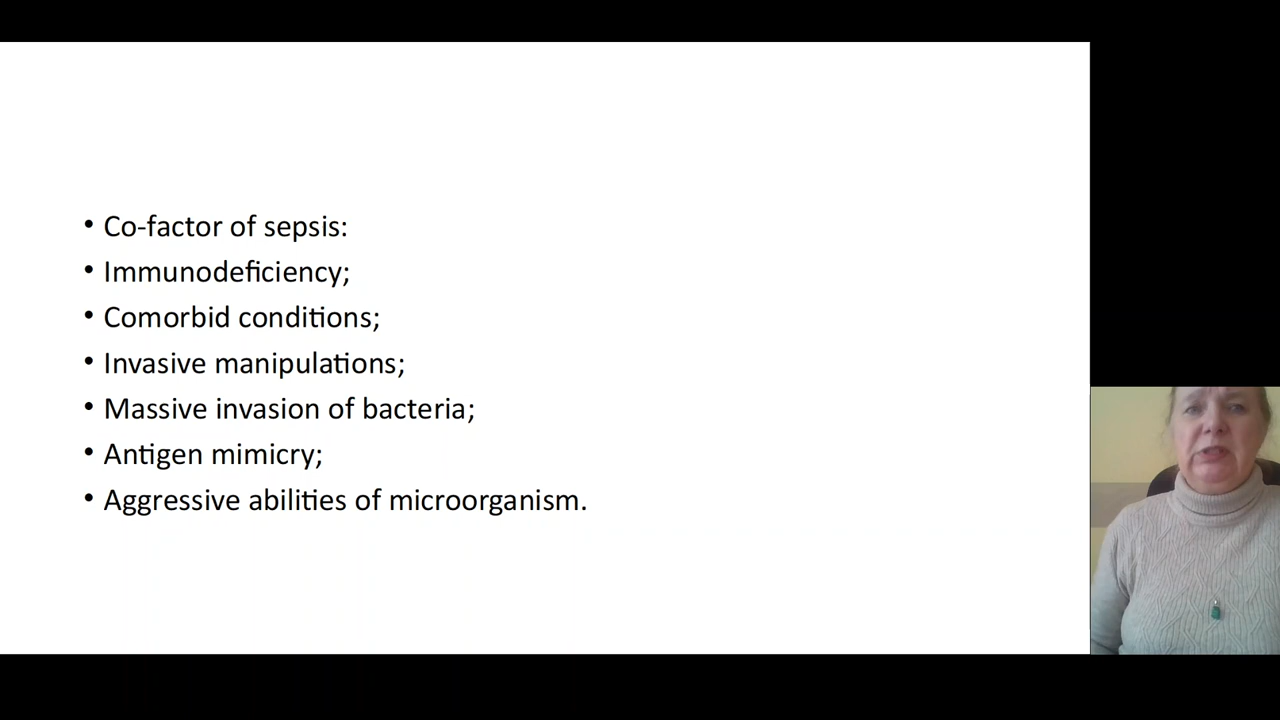 • Co-factor of sepsis:
• Immunodeficiency;
• Comorbid conditions;
• Invasive manipulations;
• Massive invasion of bacteria;
• Antigen mimicry;
• Aggressive abilities of microorganism.